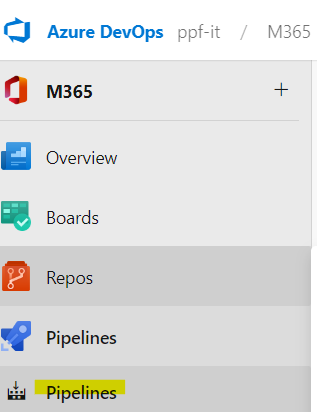 Azure DevOps ppf-it / M365
M365 +
Overview
Boards
Repos
Pipelines
Pipelines